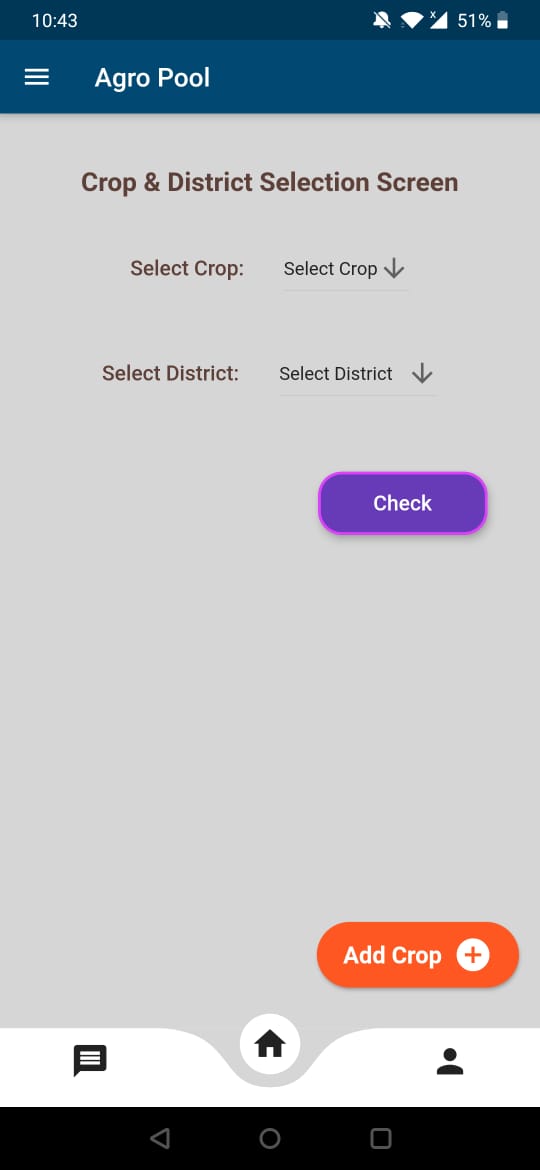 10:43 51%
Agro Pool
Crop & District Selection Screen
Select Crop: Select Crop
Select District: Select District
Check
Add Crop